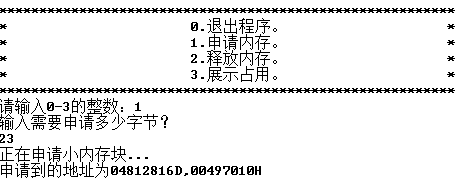 **********************************************************
*                      0.退出程序。                      *
*                      1.申请内存。                      *
*                      2.释放内存。                      *
*                      3.展示占用。                      *
**********************************************************
请输入0-3的整数：1
输入需要申请多少字节？
23
正在申请小内存块...
申请到的地址为04812816D,00497010H